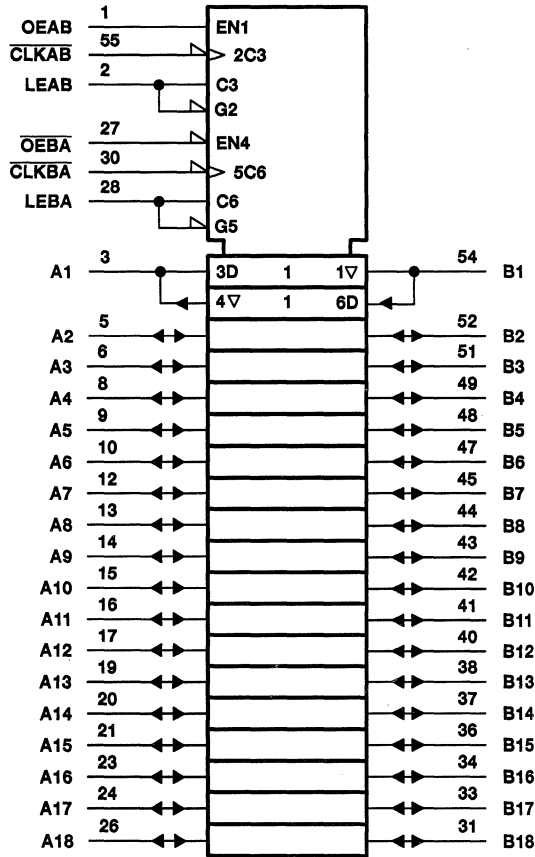 OEAB 1 EN1
CLKAB 55 2C3
LEAB 2 C3
G2
OEBA 27 EN4
CLKBA 30 5C6
LEBA 28 C6
G5
A1 3 3D 1 1▽ 54 B1
4▽ 1 6D
A2 5 52 B2
A3 6 51 B3
A4 8 49 B4
A5 9 48 B5
A6 10 47 B6
A7 12 45 B7
A8 13 44 B8
A9 14 43 B9
A10 15 42 B10
A11 16 41 B11
A12 17 40 B12
A13 19 38 B13
A14 20 37 B14
A15 21 36 B15
A16 23 34 B16
A17 24 33 B17
A18 26 31 B18